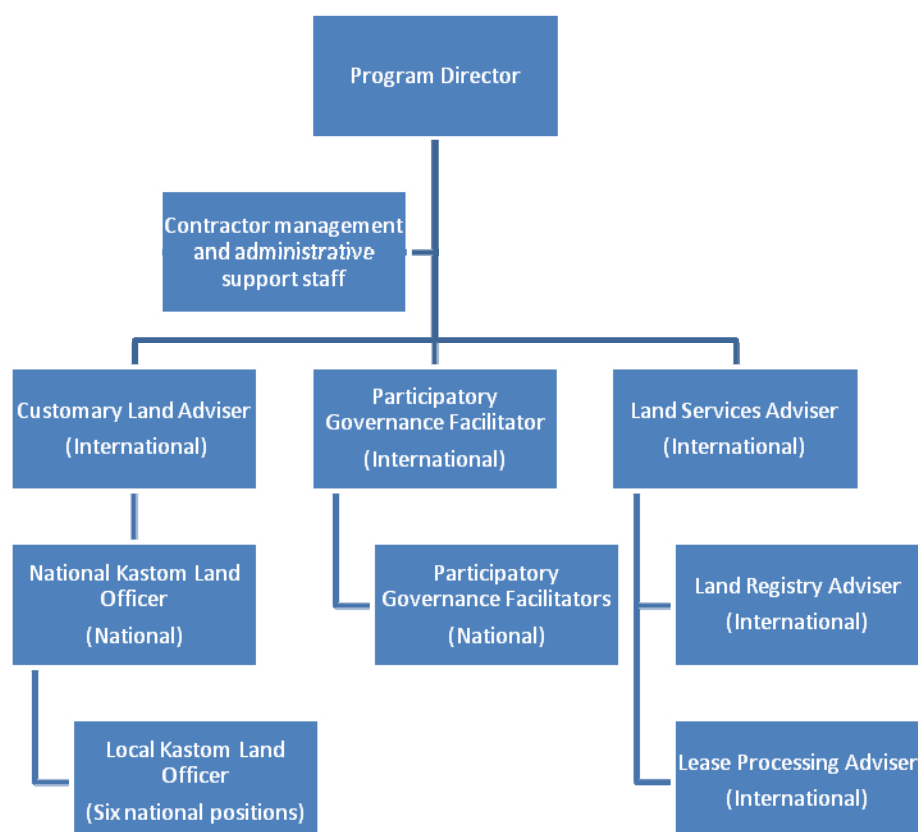 Program Director
Contractor management
and administrative
support staff
Customary Land Adviser
(International)
Participatory
Governance Facilitator
(International)
Land Services Adviser
(International)
National Kastom Land
Officer
(National)
Participatory
Governance Facilitators
(National)
Land Registry Adviser
(International)
Local Kastom Land
Officer
(Six national positions)
Lease Processing Adviser
(International)